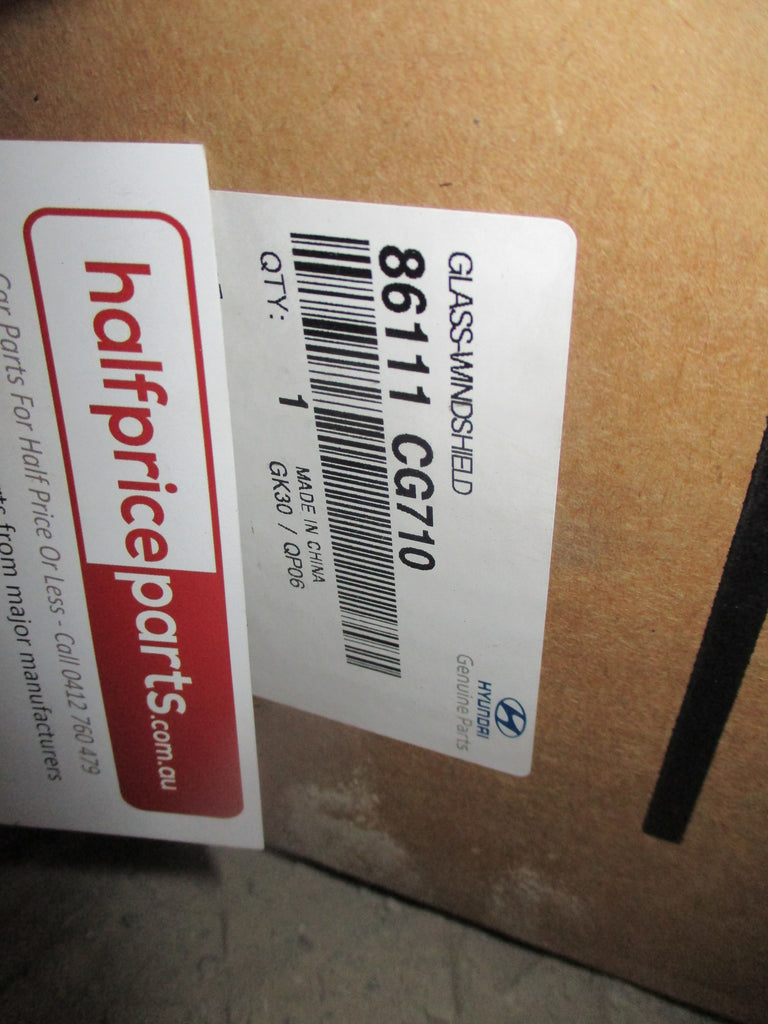 GLASS-WINDSHIELD
86111 CG710
QTY: 1
MADE IN CHINA
GK30 / QP06
HYUNDAI
Genuine Parts
halfpriceparts.com.au
Car Parts For Half Price Or Less - Call 0412 760 479
from major manufacturers